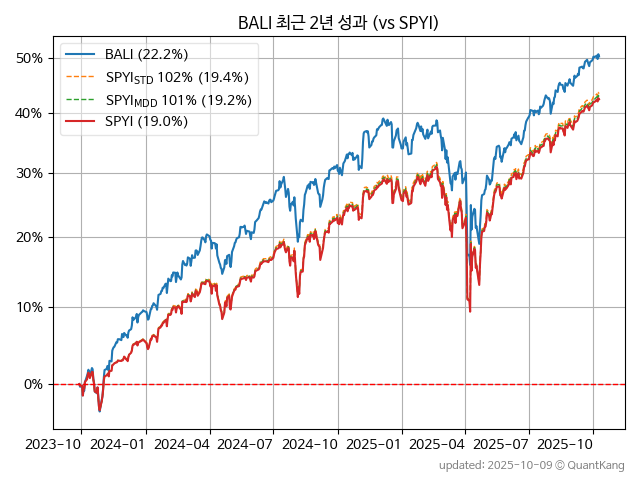 BALI 최근 2년 성과 (vs SPYI)
BALI (22.2%)
SPYI_STD 102% (19.4%)
SPYI_MDD 101% (19.2%)
SPYI (19.0%)
50%
40%
30%
20%
10%
0%
2023-10 2024-01 2024-04 2024-07 2024-10 2025-01 2025-04 2025-07 2025-10
updated: 2025-10-09 © QuantKang